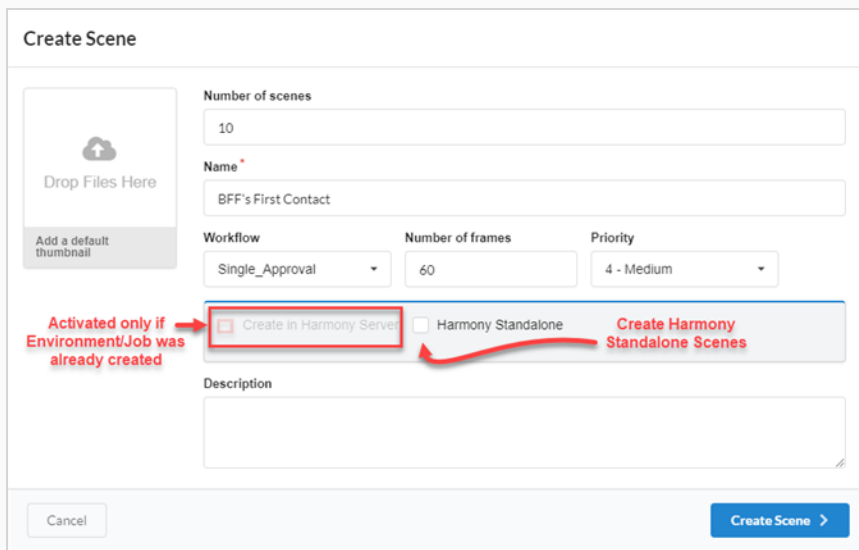 Create Scene
Drop Files Here
Add a default
thumbnail
Number of scenes
10
Name *
BFF's First Contact
Workflow
Number of frames
Priority
Single_Approval
60
4 - Medium
Activated only if
Environment/Job was
already created
Create in Harmony Server
Harmony Standalone
Create Harmony
Standalone Scenes
Description
Cancel
Create Scene